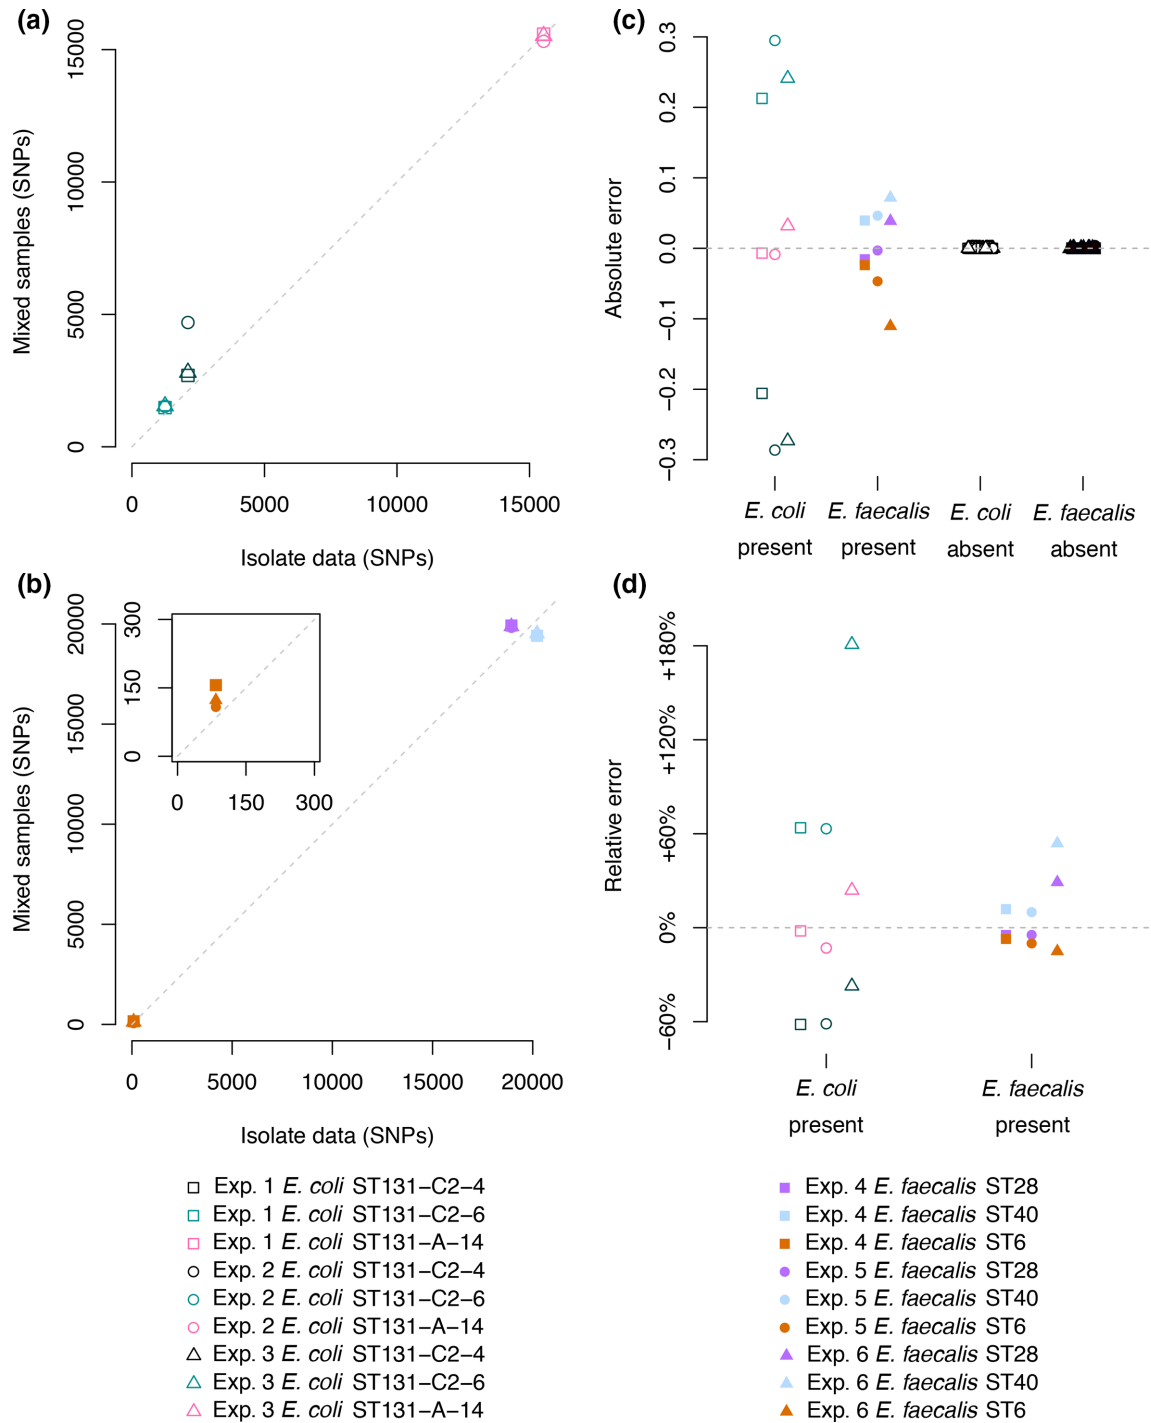 (a)
Mixed samples (SNPs)
15000
10000
5000
0
0 5000 10000 15000
Isolate data (SNPs)
(c)
Absolute error
0.3
0.2
0.1
0.0
−0.1
−0.2
−0.3
E. coli E. faecalis E. coli E. faecalis
present present absent absent
(b)
Mixed samples (SNPs)
20000
15000
10000
5000
0
300
150
0
0 150 300
0 5000 10000 15000 20000
Isolate data (SNPs)
(d)
Relative error
+180%
+120%
+60%
0%
−60%
E. coli E. faecalis
present present
Exp. 1 E. coli ST131−C2−4
Exp. 1 E. coli ST131−C2−6
Exp. 1 E. coli ST131−A−14
Exp. 2 E. coli ST131−C2−4
Exp. 2 E. coli ST131−C2−6
Exp. 2 E. coli ST131−A−14
Exp. 3 E. coli ST131−C2−4
Exp. 3 E. coli ST131−C2−6
Exp. 3 E. coli ST131−A−14
Exp. 4 E. faecalis ST28
Exp. 4 E. faecalis ST40
Exp. 4 E. faecalis ST6
Exp. 5 E. faecalis ST28
Exp. 5 E. faecalis ST40
Exp. 5 E. faecalis ST6
Exp. 6 E. faecalis ST28
Exp. 6 E. faecalis ST40
Exp. 6 E. faecalis ST6